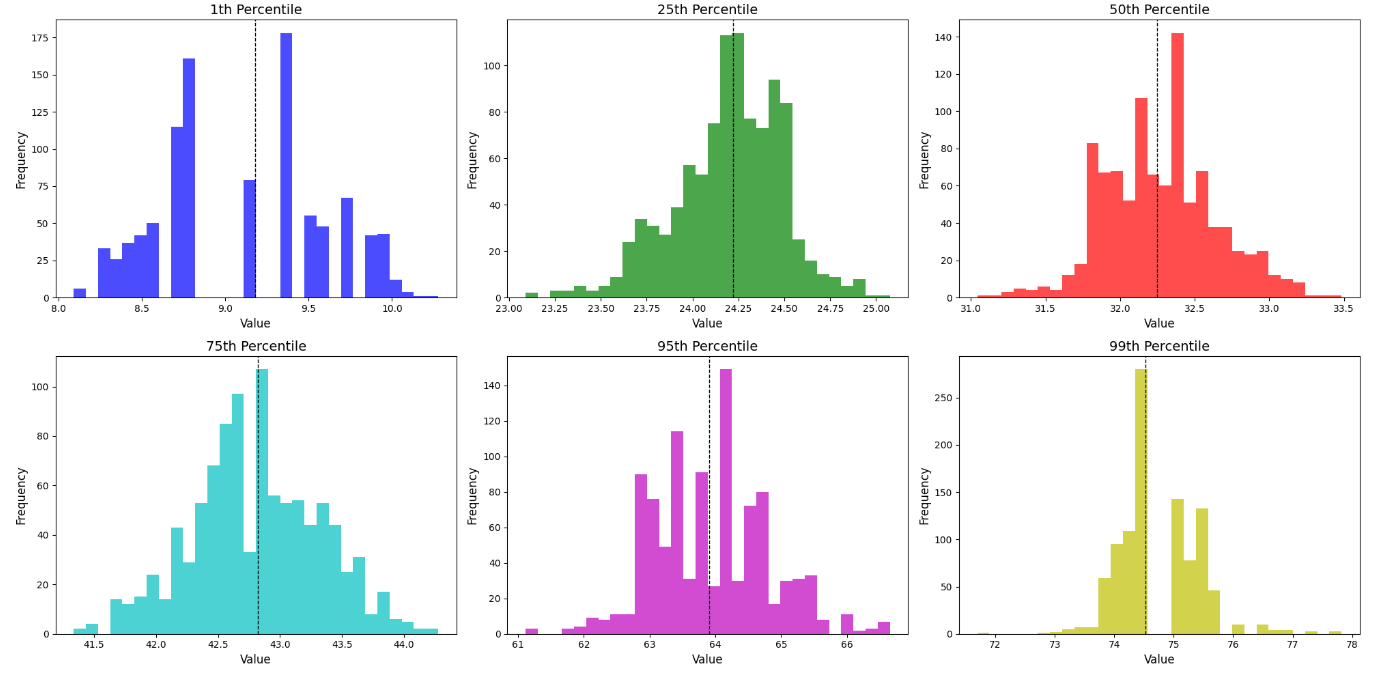 1th Percentile
175
150
125
100
75
50
25
0
8.0 8.5 9.0 9.5 10.0
Frequency
Value
25th Percentile
100
80
60
40
20
0
23.00 23.25 23.50 23.75 24.00 24.25 24.50 24.75 25.00
Frequency
Value
50th Percentile
140
120
100
80
60
40
20
0
31.0 31.5 32.0 32.5 33.0 33.5
Frequency
Value
75th Percentile
100
80
60
40
20
0
41.5 42.0 42.5 43.0 43.5 44.0
Frequency
Value
95th Percentile
140
120
100
80
60
40
20
0
61 62 63 64 65 66
Frequency
Value
99th Percentile
250
200
150
100
50
0
72 73 74 75 76 77 78
Frequency
Value